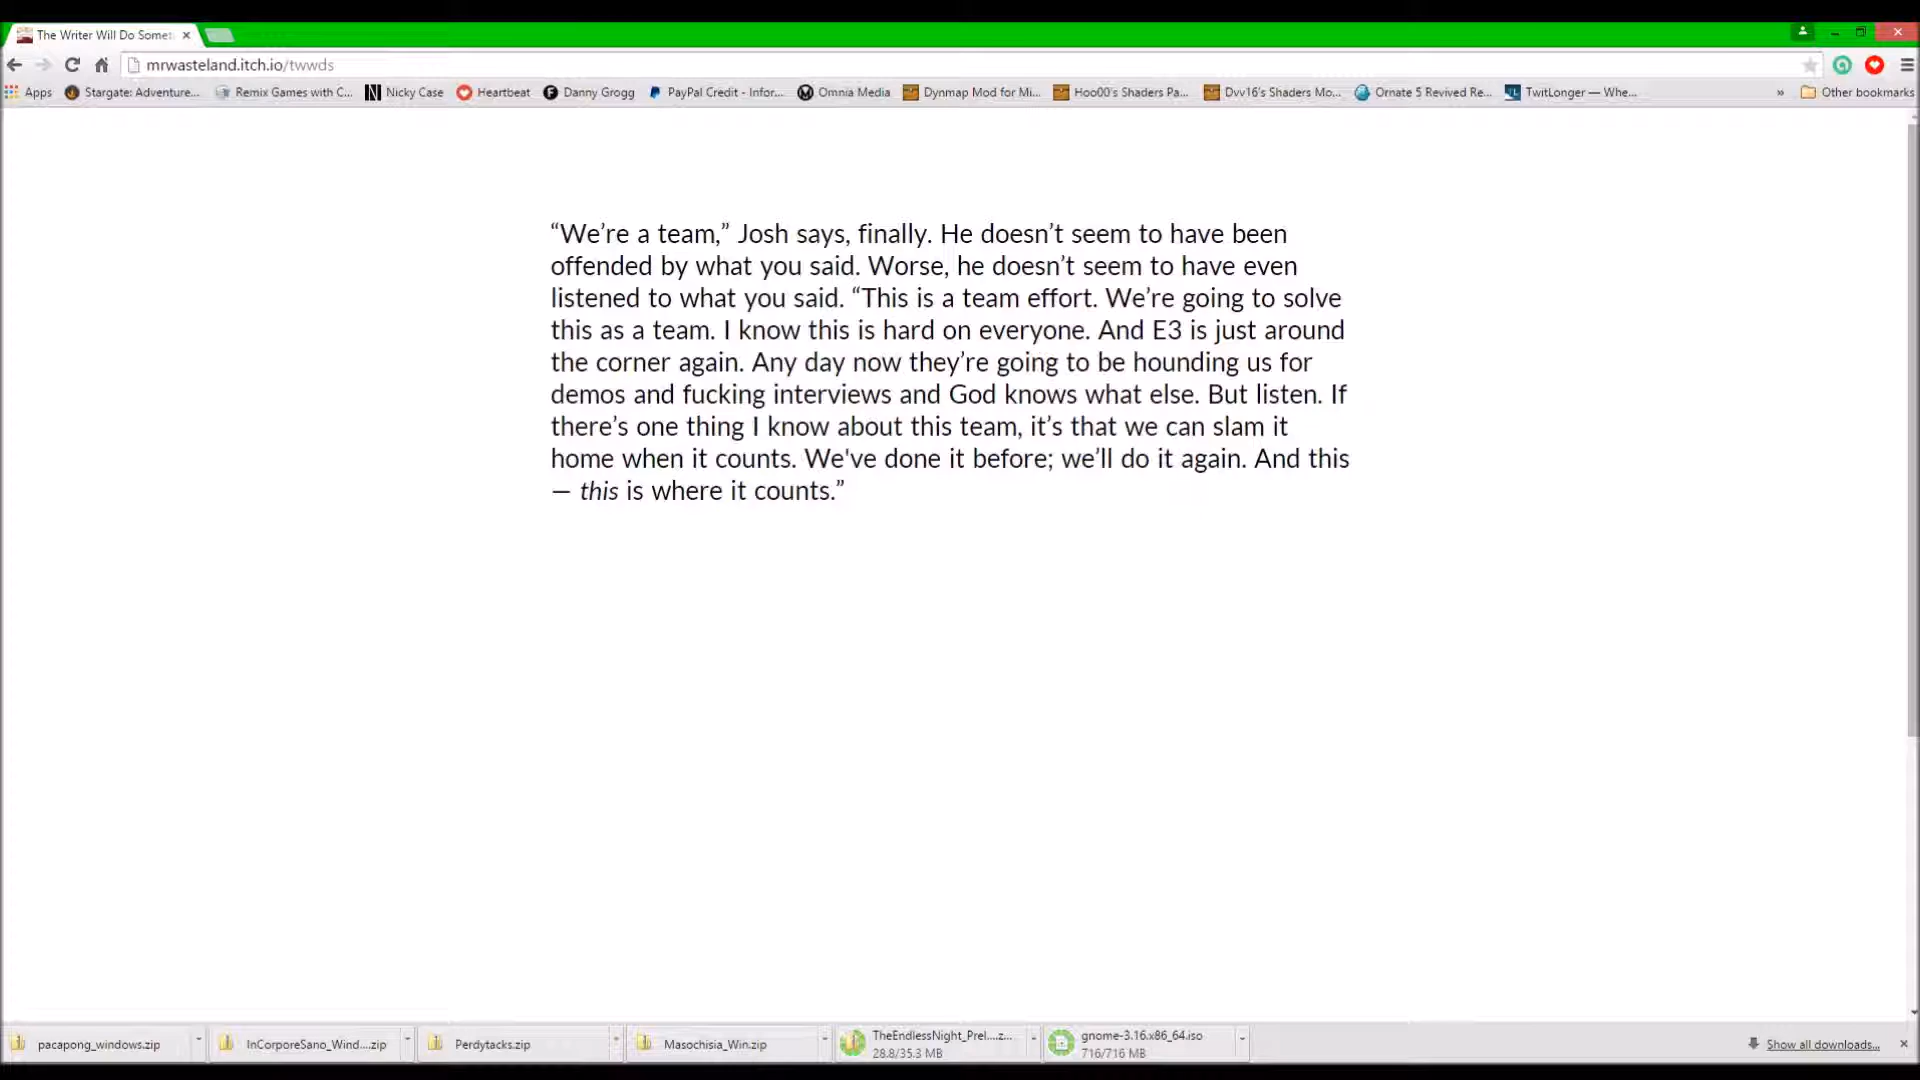 The Writer Will Do Somet
mrwasteland.itch.io/twwds
Apps Stargate: Adventure... Remix Games with C... Nicky Case Heartbeat Danny Grogg PayPal Credit - Infor... Omnia Media Dynmap Mod for Mi... Hoo00's Shaders Pa... Dvv16's Shaders Mo... Ornate 5 Revived Re... TwitLonger — Whe... » Other bookmarks
“We’re a team,” Josh says, finally. He doesn’t seem to have been
offended by what you said. Worse, he doesn’t seem to have even
listened to what you said. “This is a team effort. We’re going to solve
this as a team. I know this is hard on everyone. And E3 is just around
the corner again. Any day now they’re going to be hounding us for
demos and fucking interviews and God knows what else. But listen. If
there’s one thing I know about this team, it’s that we can slam it
home when it counts. We've done it before; we’ll do it again. And this
— this is where it counts.”
pacapong_windows.zip InCorporeSano_Wind....zip Perdytacks.zip Masochisia_Win.zip TheEndlessNight_Prel....z... gnome-3.16.x86_64.iso Show all downloads...
28.8/35.3 MB 716/716 MB